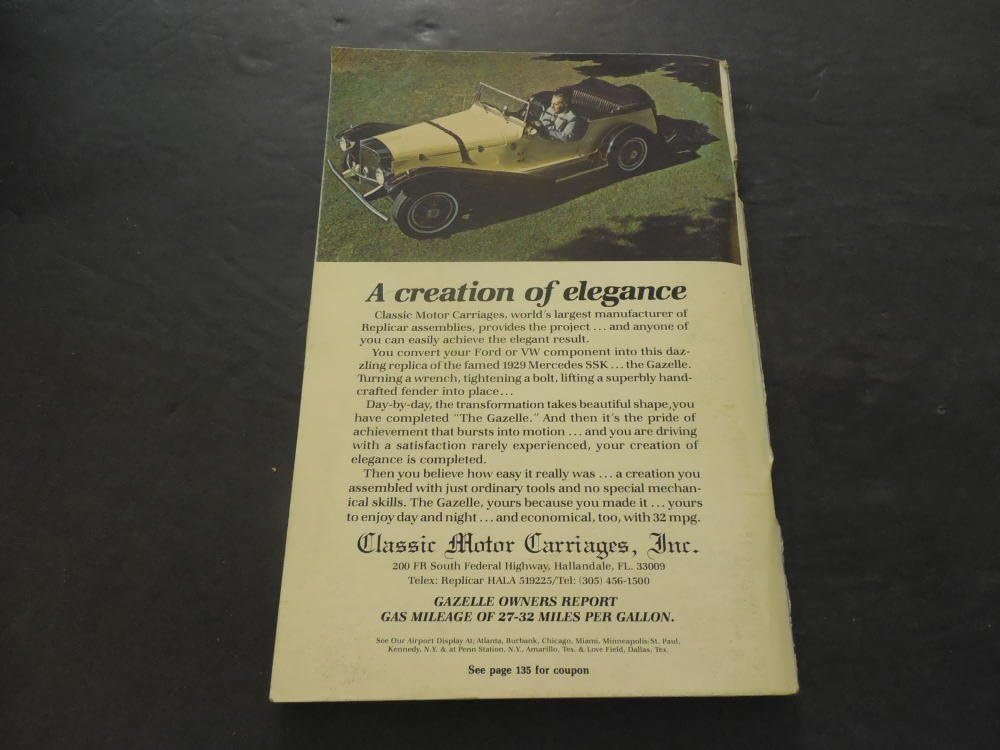 A creation of elegance
Classic Motor Carriages, world's largest manufacturer of
Replicar assemblies, provides the project ... and anyone of
you can easily achieve the elegant result.
You convert your Ford or VW component into this daz-
zling replica of the famed 1929 Mercedes SSK ... the Gazelle.
Turning a wrench, tightening a bolt, lifting a superbly hand-
crafted fender into place ...
Day-by-day, the transformation takes beautiful shape, you
have completed "The Gazelle." And then it's the pride of
achievement that bursts into motion ... and you are driving
with a satisfaction rarely experienced, your creation of
elegance is completed.
Then you believe how easy it really was ... a creation you
assembled with just ordinary tools and no special mechan-
ical skills. The Gazelle, yours because you made it ... yours
to enjoy day and night ... and economical, too, with 32 mpg.
Classic Motor Carriages, Inc.
200 FR South Federal Highway, Hallandale, FL. 33009
Telex: Replicar HALA 519225/Tel: (305) 456-1500
GAZELLE OWNERS REPORT
GAS MILEAGE OF 27-32 MILES PER GALLON.
See Our Airport Display At: Atlanta, Burbank, Chicago, Miami, Minneapolis/St. Paul,
Kennedy, N.Y. & at Penn Station, N.Y., Amarillo, Tex. & Love Field, Dallas, Tex.
See page 135 for coupon